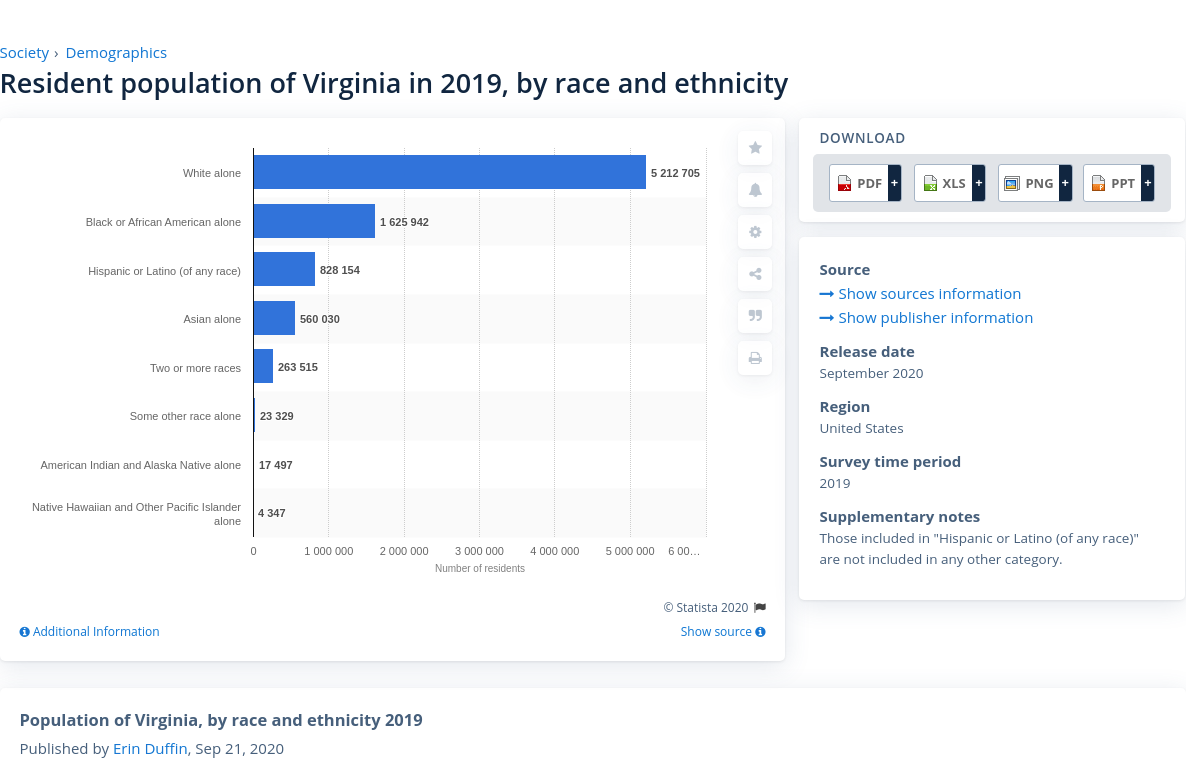 Society › Demographics
Resident population of Virginia in 2019, by race and ethnicity
White alone
5 212 705
Black or African American alone
1 625 942
Hispanic or Latino (of any race)
828 154
Asian alone
560 030
Two or more races
263 515
Some other race alone
23 329
American Indian and Alaska Native alone
17 497
Native Hawaiian and Other Pacific Islander
alone
4 347
0 1 000 000 2 000 000 3 000 000 4 000 000 5 000 000 6 00…
Number of residents
© Statista 2020
Additional Information
Show source
DOWNLOAD
PDF + XLS + PNG + PPT +
Source
Show sources information
Show publisher information
Release date
September 2020
Region
United States
Survey time period
2019
Supplementary notes
Those included in "Hispanic or Latino (of any race)"
are not included in any other category.
Population of Virginia, by race and ethnicity 2019
Published by Erin Duffin, Sep 21, 2020